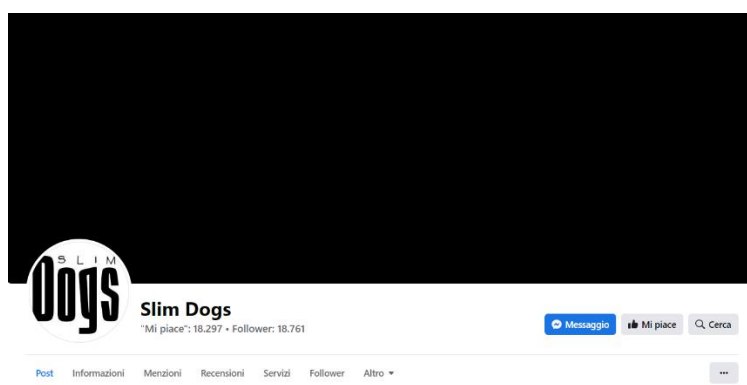 SLIM
Dogs
Slim Dogs
"Mi piace": 18.297 • Follower: 18.761
Messaggio
Mi piace
Cerca
Post Informazioni Menzioni Recensioni Servizi Follower Altro